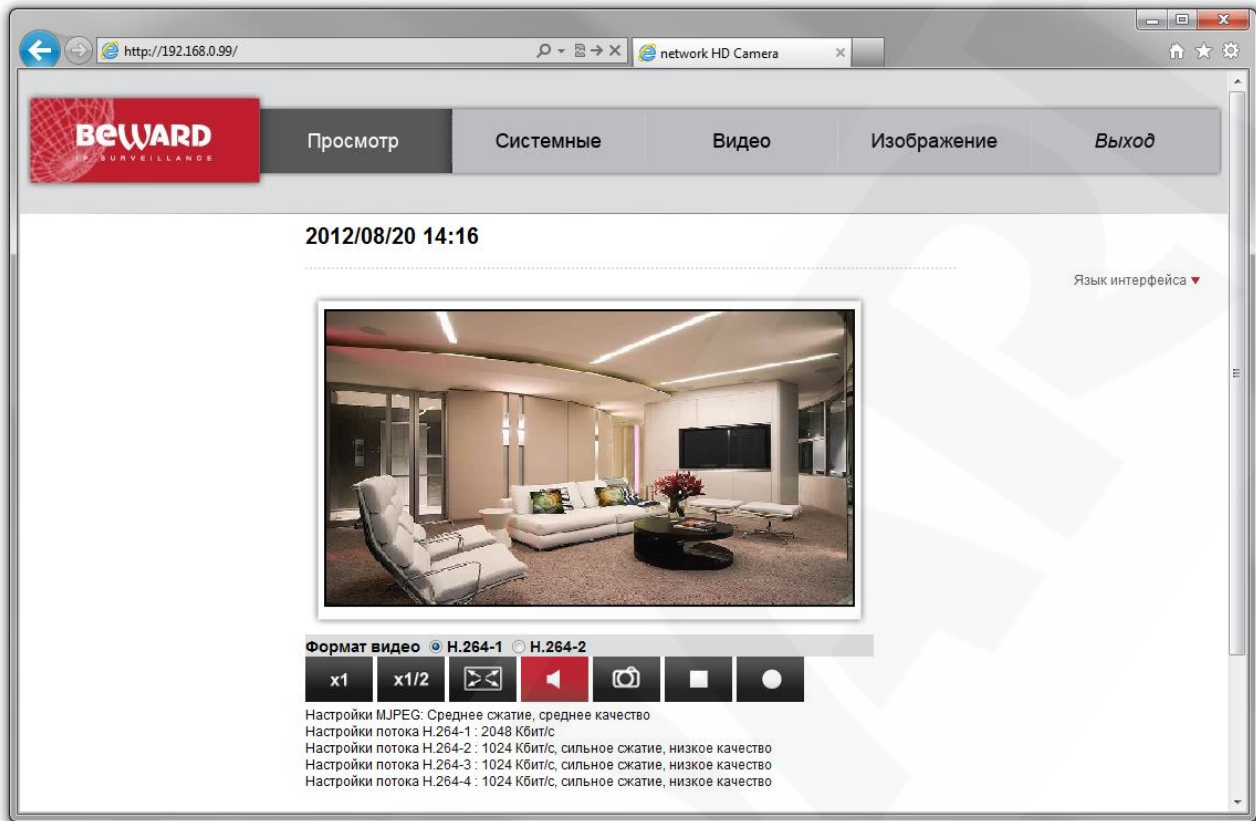 http://192.168.0.99/
network HD Camera
BEWARD
IP SURVEILLANCE
Просмотр
Системные
Видео
Изображение
Выход
2012/08/20 14:16
Язык интерфейса
Формат видео H.264-1 H.264-2
x1
x1/2
Настройки MJPEG: Среднее сжатие, среднее качество
Настройки потока H.264-1 : 2048 Кбит/с
Настройки потока H.264-2 : 1024 Кбит/с, сильное сжатие, низкое качество
Настройки потока H.264-3 : 1024 Кбит/с, сильное сжатие, низкое качество
Настройки потока H.264-4 : 1024 Кбит/с, сильное сжатие, низкое качество